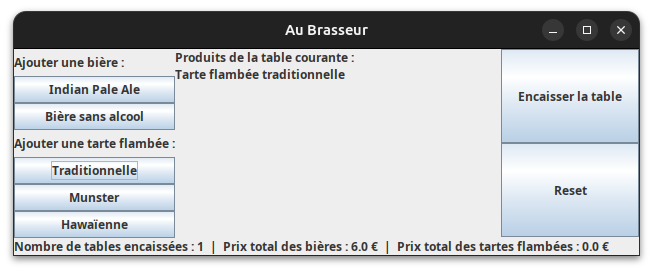 Au Brasseur
Ajouter une bière :
Indian Pale Ale
Bière sans alcool
Ajouter une tarte flambée :
Traditionnelle
Munster
Hawaïenne
Produits de la table courante :
Tarte flambée traditionnelle
Encaisser la table
Reset
Nombre de tables encaissées : 1 | Prix total des bières : 6.0 € | Prix total des tartes flambées : 0.0 €